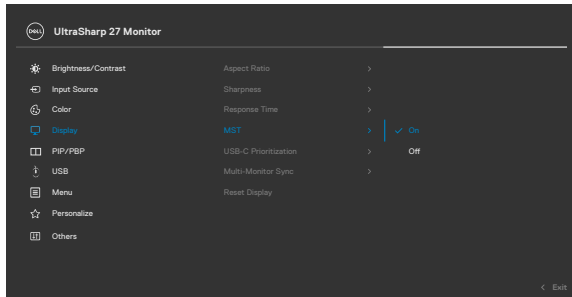 DELL UltraSharp 27 Monitor
Brightness/Contrast Aspect Ratio
Input Source Sharpness
Color Response Time
Display MST On
PIP/PBP USB-C Prioritization Off
USB Multi-Monitor Sync
Menu Reset Display
Personalize
Others
Exit